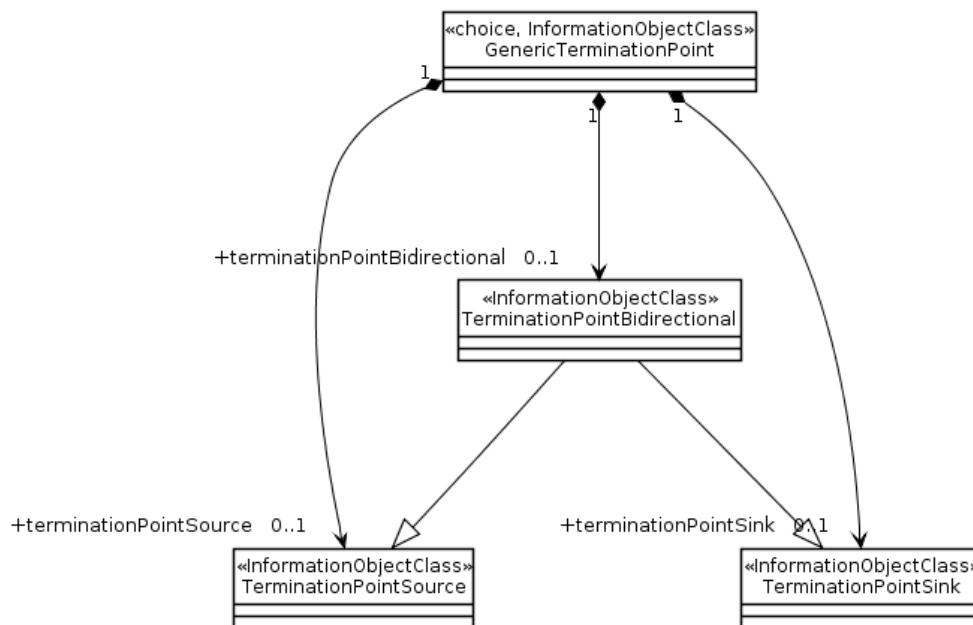 «choice, InformationObjectClass»
GenericTerminationPoint
1
1
1
+terminationPointBidirectional 0..1
«InformationObjectClass»
TerminationPointBidirectional
+terminationPointSource 0..1
+terminationPointSink 0..1
«InformationObjectClass»
TerminationPointSource
«InformationObjectClass»
TerminationPointSink